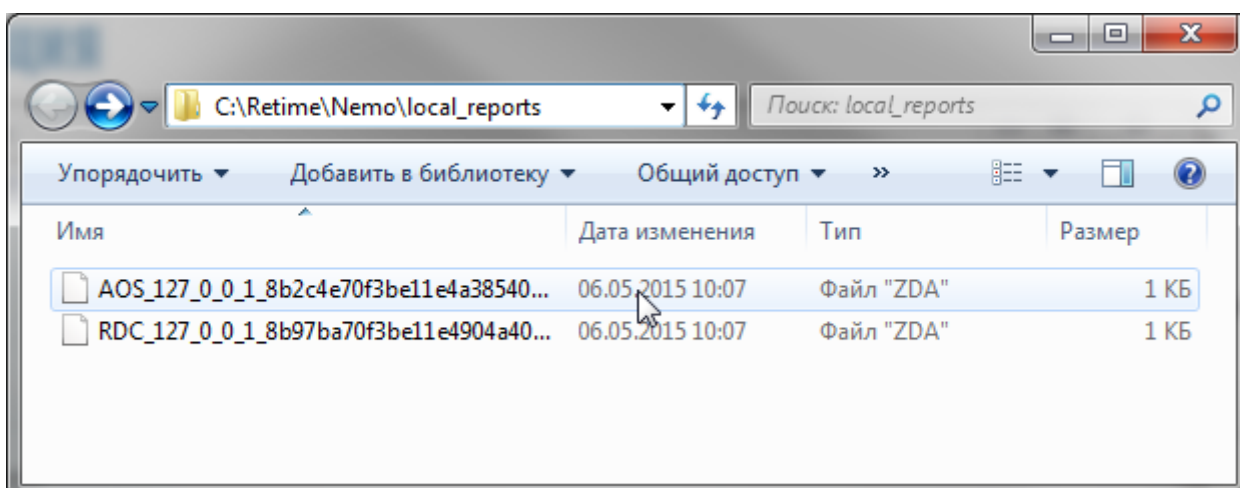 ция
C:\Retime\Nemo\local_reports
Поиск: local_reports
Упорядочить
Добавить в библиотеку
Общий доступ
»
Имя
Дата изменения
Тип
Размер
AOS_127_0_0_1_8b2c4e70f3be11e4a38540...
06.05.2015 10:07
Файл "ZDA"
1 КБ
RDC_127_0_0_1_8b97ba70f3be11e4904a40...
06.05.2015 10:07
Файл "ZDA"
1 КБ